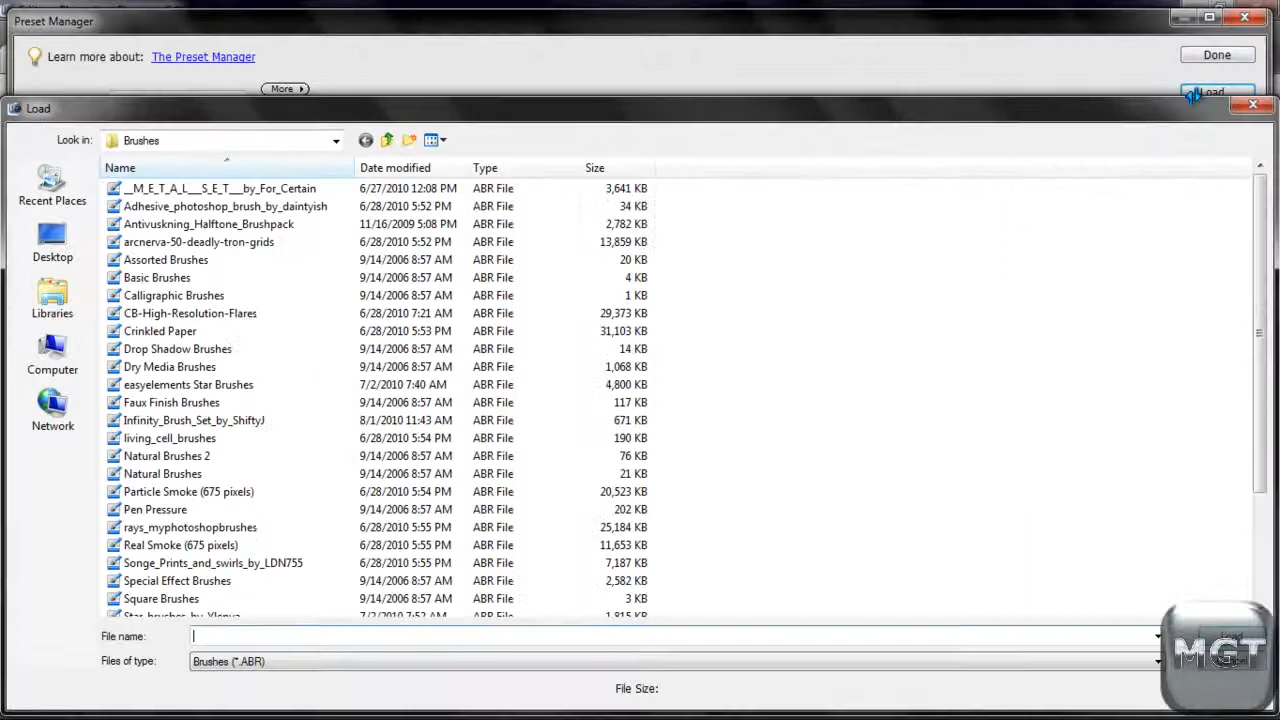 Preset Manager
Learn more about: The Preset Manager
Done
More
Load
Load
Look in: Brushes
Name Date modified Type Size
Recent Places
Desktop
Libraries
Computer
Network
__M_E_T_A_L___S_E_T___by_For_Certain 6/27/2010 12:08 PM ABR File 3,641 KB
Adhesive_photoshop_brush_by_daintyish 6/28/2010 5:52 PM ABR File 34 KB
Antivuskning_Halftone_Brushpack 11/16/2009 5:08 PM ABR File 2,782 KB
arcnerva-50-deadly-tron-grids 6/28/2010 5:52 PM ABR File 13,859 KB
Assorted Brushes 9/14/2006 8:57 AM ABR File 20 KB
Basic Brushes 9/14/2006 8:57 AM ABR File 4 KB
Calligraphic Brushes 9/14/2006 8:57 AM ABR File 1 KB
CB-High-Resolution-Flares 6/28/2010 7:21 AM ABR File 29,373 KB
Crinkled Paper 6/28/2010 5:53 PM ABR File 31,103 KB
Drop Shadow Brushes 9/14/2006 8:57 AM ABR File 14 KB
Dry Media Brushes 9/14/2006 8:57 AM ABR File 1,068 KB
easyelements Star Brushes 7/2/2010 7:40 AM ABR File 4,800 KB
Faux Finish Brushes 9/14/2006 8:57 AM ABR File 117 KB
Infinity_Brush_Set_by_ShiftyJ 8/1/2010 11:43 AM ABR File 671 KB
living_cell_brushes 6/28/2010 5:54 PM ABR File 190 KB
Natural Brushes 2 9/14/2006 8:57 AM ABR File 76 KB
Natural Brushes 9/14/2006 8:57 AM ABR File 21 KB
Particle Smoke (675 pixels) 6/28/2010 5:54 PM ABR File 20,523 KB
Pen Pressure 9/14/2006 8:57 AM ABR File 202 KB
rays_myphotoshopbrushes 6/28/2010 5:55 PM ABR File 25,184 KB
Real Smoke (675 pixels) 6/28/2010 5:55 PM ABR File 11,653 KB
Songe_Prints_and_swirls_by_LDN755 6/28/2010 5:55 PM ABR File 7,187 KB
Special Effect Brushes 9/14/2006 8:57 AM ABR File 2,582 KB
Square Brushes 9/14/2006 8:57 AM ABR File 3 KB
Star_brushes_by_Ylenya 7/2/2010 7:52 AM ABR File 1,815 KB
File name:
Load
Files of type: Brushes (*.ABR)
File Size:
MGT